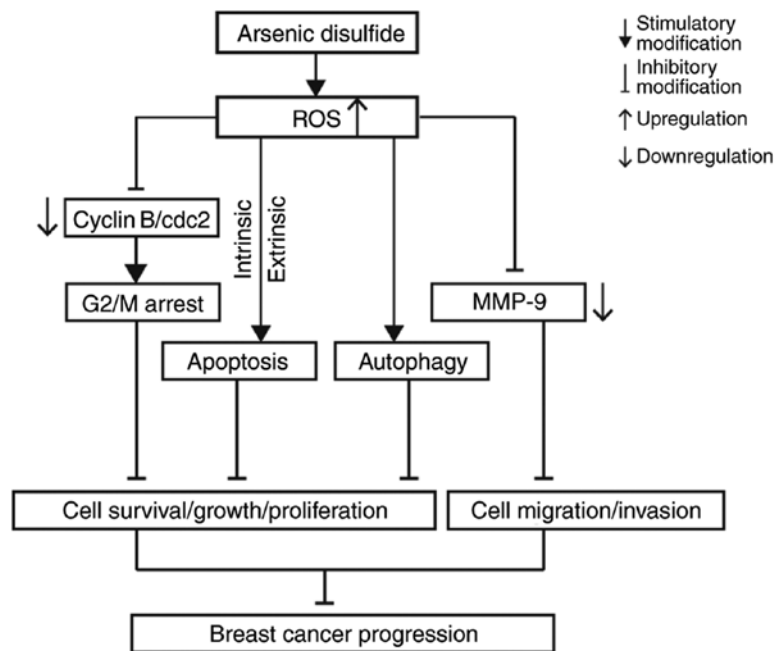 Arsenic disulfide
ROS ↑
Cyclin B/cdc2
G2/M arrest
Intrinsic
Extrinsic
Apoptosis
Autophagy
MMP-9
Cell survival/growth/proliferation
Cell migration/invasion
Breast cancer progression
Stimulatory
modification
Inhibitory
modification
Upregulation
Downregulation